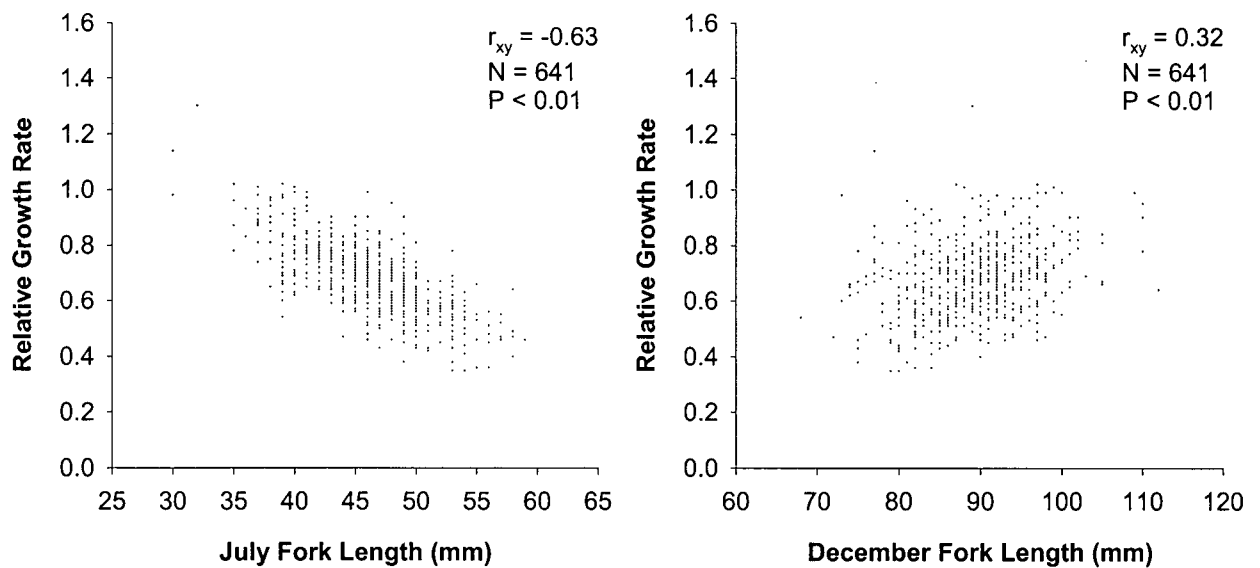 1.6
1.4
1.2
1.0
0.8
0.6
0.4
0.2
0.0
Relative Growth Rate
r_xy = -0.63
N = 641
P < 0.01
25 30 35 40 45 50 55 60 65
July Fork Length (mm)
1.6
1.4
1.2
1.0
0.8
0.6
0.4
0.2
0.0
Relative Growth Rate
r_xy = 0.32
N = 641
P < 0.01
60 70 80 90 100 110 120
December Fork Length (mm)